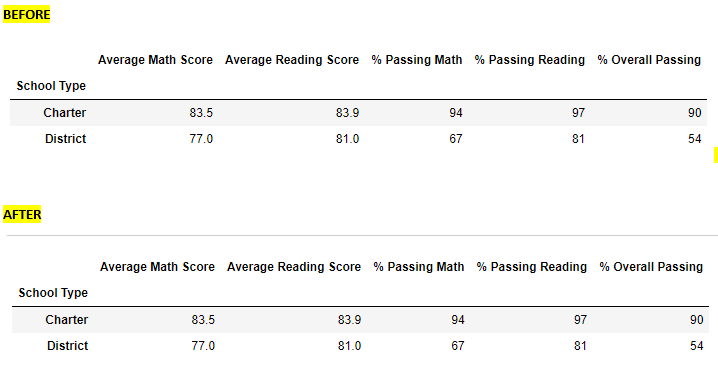 BEFORE
Average Math Score Average Reading Score % Passing Math % Passing Reading % Overall Passing
School Type
Charter 83.5 83.9 94 97 90
District 77.0 81.0 67 81 54
AFTER
Average Math Score Average Reading Score % Passing Math % Passing Reading % Overall Passing
School Type
Charter 83.5 83.9 94 97 90
District 77.0 81.0 67 81 54